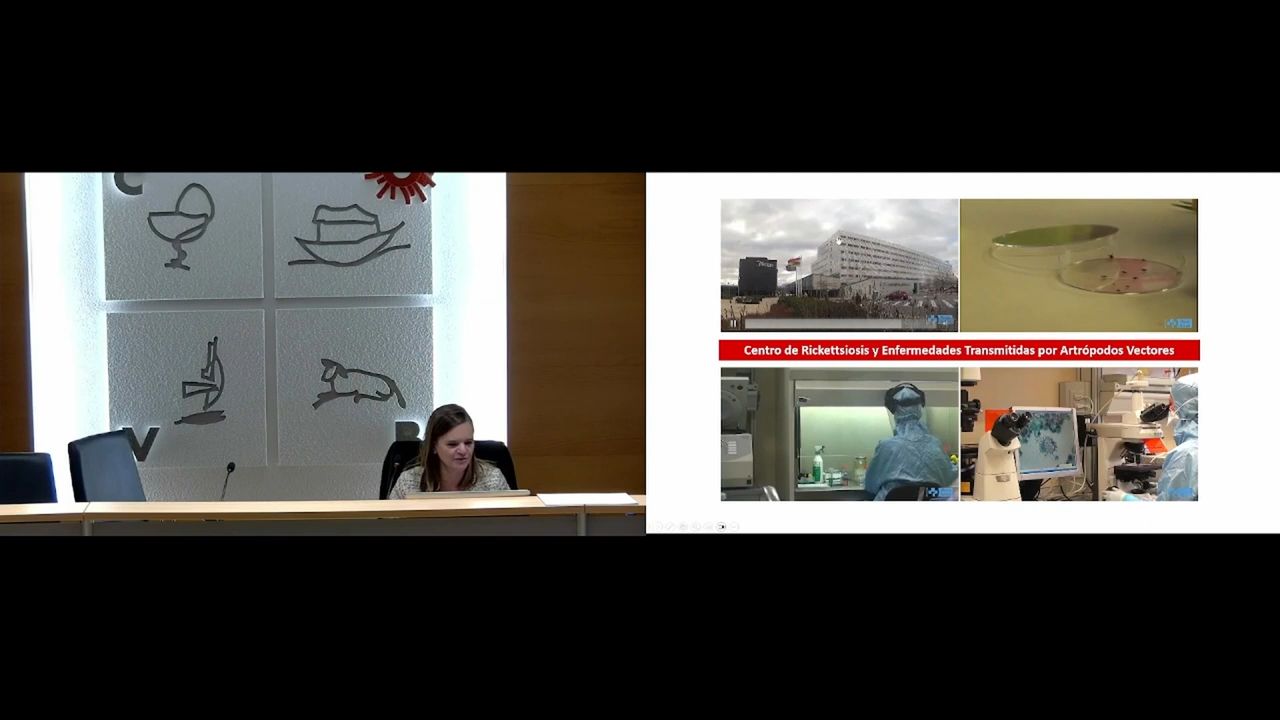 C
V
B
Centro de Rickettsiosis y Enfermedades Transmitidas por Artrópodos Vectores